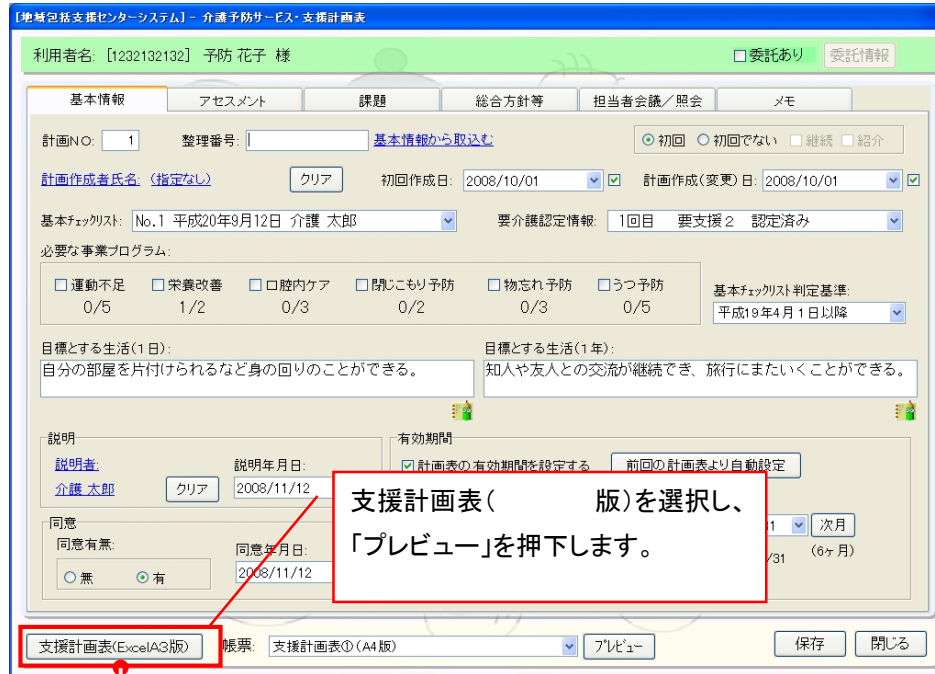 [地域包括支援センターシステム] - 介護予防サービス・支援計画表
利用者名: [1232132132] 予防 花子 様 委託あり 委託情報
基本情報 アセスメント 課題 総合方針等 担当者会議/照会 メモ
計画NO: 1 整理番号: 基本情報から取込む 初回 初回でない 継続 紹介
計画作成者氏名: (指定なし) クリア 初回作成日: 2008/10/01 計画作成(変更)日: 2008/10/01
基本チェックリスト: No.1 平成20年9月12日 介護 太郎 要介護認定情報: 1回目 要支援2 認定済み
必要な事業プログラム:
運動不足 栄養改善 口腔内ケア 閉じこもり予防 物忘れ予防 うつ予防
0/5 1/2 0/3 0/2 0/3 0/5
基本チェックリスト判定基準:
平成19年4月1日以降
目標とする生活(1日): 目標とする生活(1年):
自分の部屋を片付けられるなど身の回りのことができる。 知人や友人との交流が継続でき、旅行にまたいくことができる。
説明 有効期間
説明者: 説明年月日: 計画表の有効期間を設定する 前回の計画表より自動設定
介護 太郎 クリア 2008/11/12
支援計画表( 版)を選択し、
「プレビュー」を押下します。
同意 次月
同意有無: 同意年月日: /31 (6ヶ月)
無 有 2008/11/12
支援計画表(ExcelA3版) 帳票: 支援計画表①(A4版) プレビュー 保存 閉じる